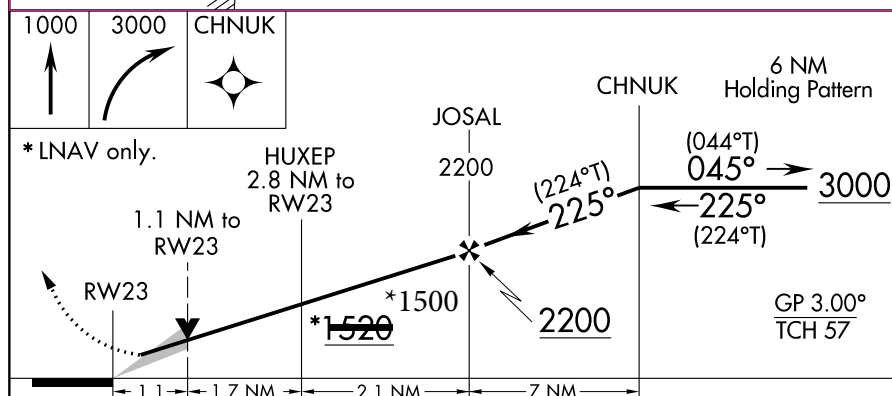 1000
3000
CHNUK
* LNAV only.
1.1 NM to
RW23
RW23
HUXEP
2.8 NM to
RW23
JOSAL
2200
CHNUK
6 NM
Holding Pattern
(044°T)
045°
225°
(224°T)
3000
(224°T)
225°
*1500
*1520
2200
GP 3.00°
TCH 57
1.1
1.7 NM
2.1 NM
7 NM